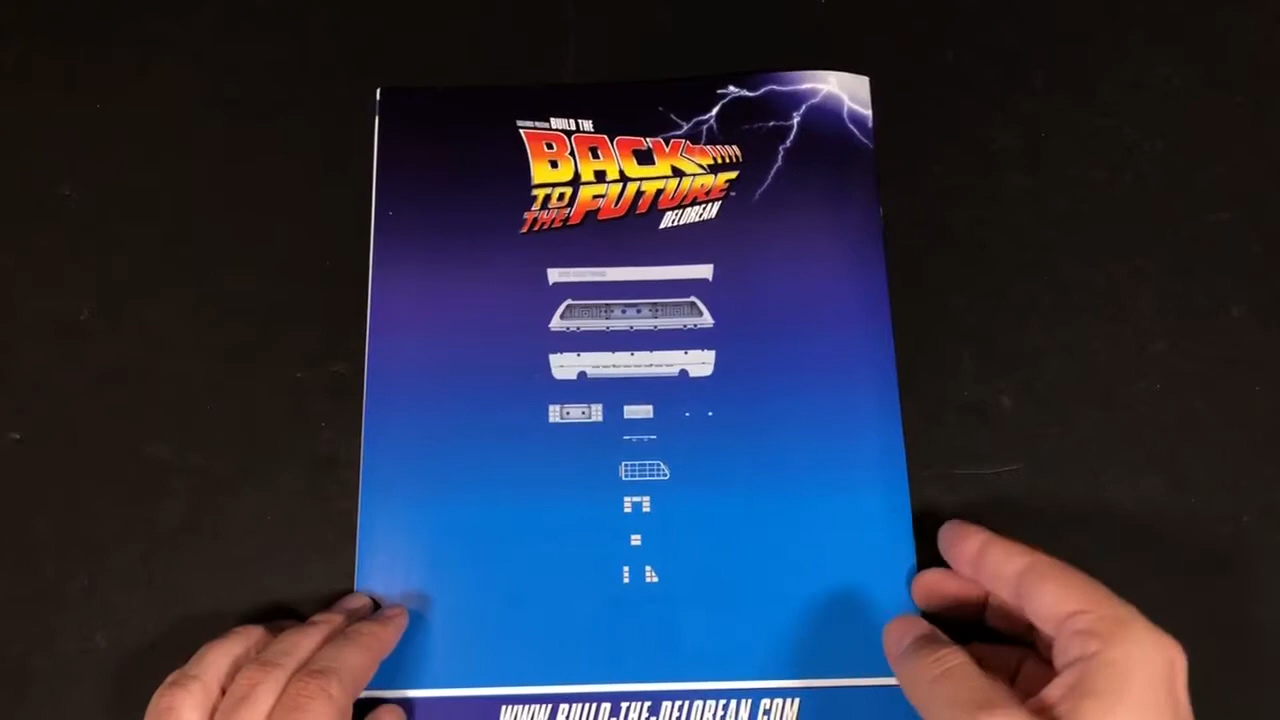 BUILD THE
BACK
TO THE FUTURE
DELOREAN
WWW.BUILD-THE-DELOREAN.COM